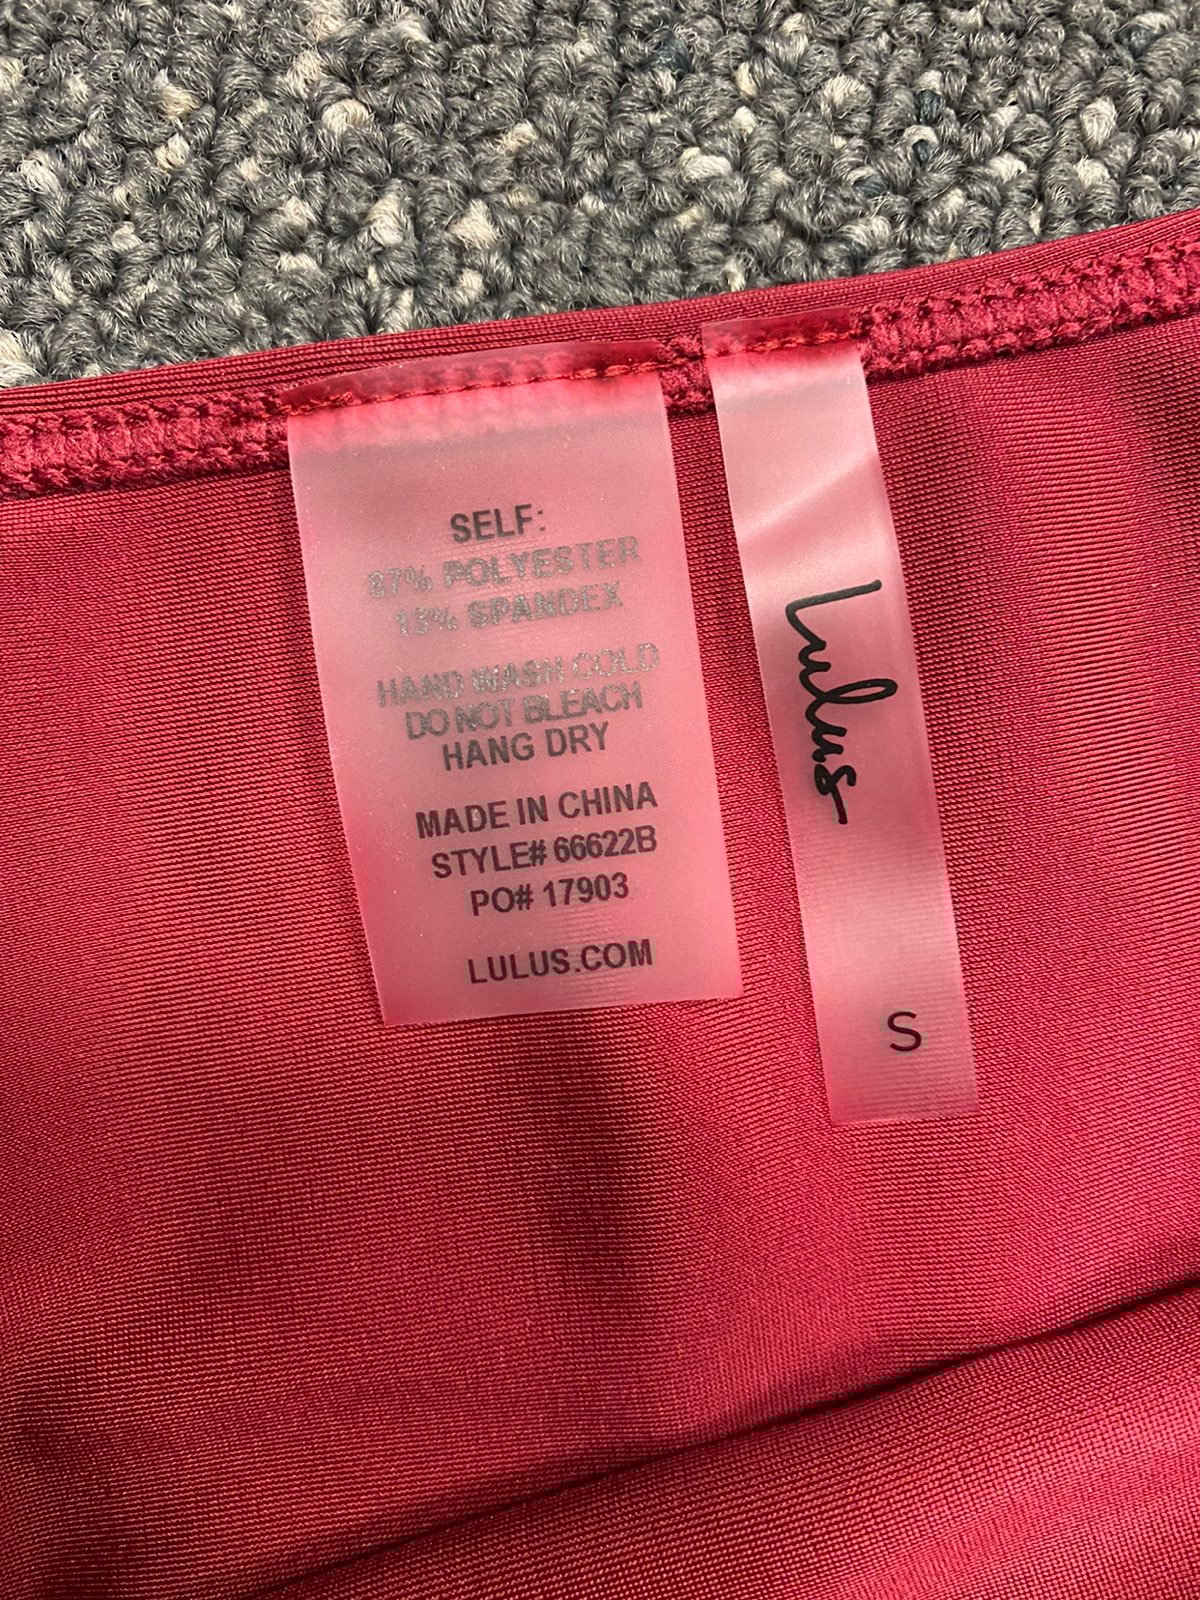 SELF:
87% POLYESTER
13% SPANDEX
HAND WASH COLD
DO NOT BLEACH
HANG DRY
MADE IN CHINA
STYLE# 66622B
PO# 17903
LULUS.COM
Lulus
S